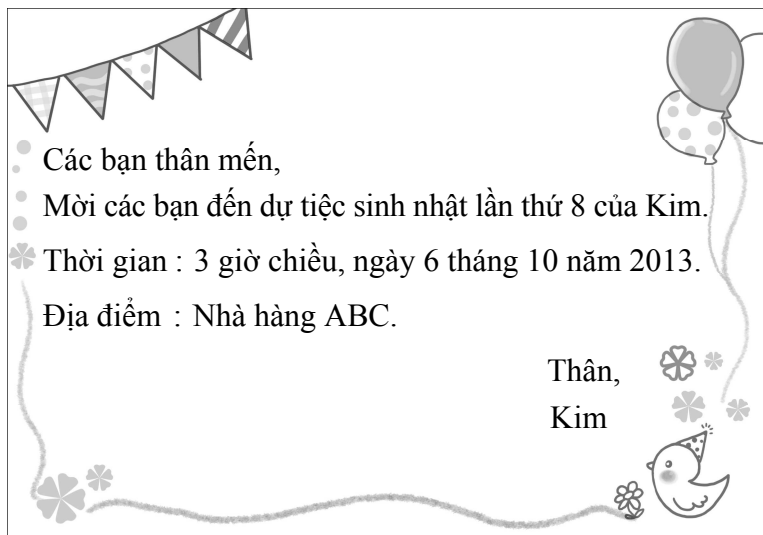 Các bạn thân mến,
Mời các bạn đến dự tiệc sinh nhật lần thứ 8 của Kim.
Thời gian : 3 giờ chiều, ngày 6 tháng 10 năm 2013.
Địa điểm : Nhà hàng ABC.
Thân,
Kim